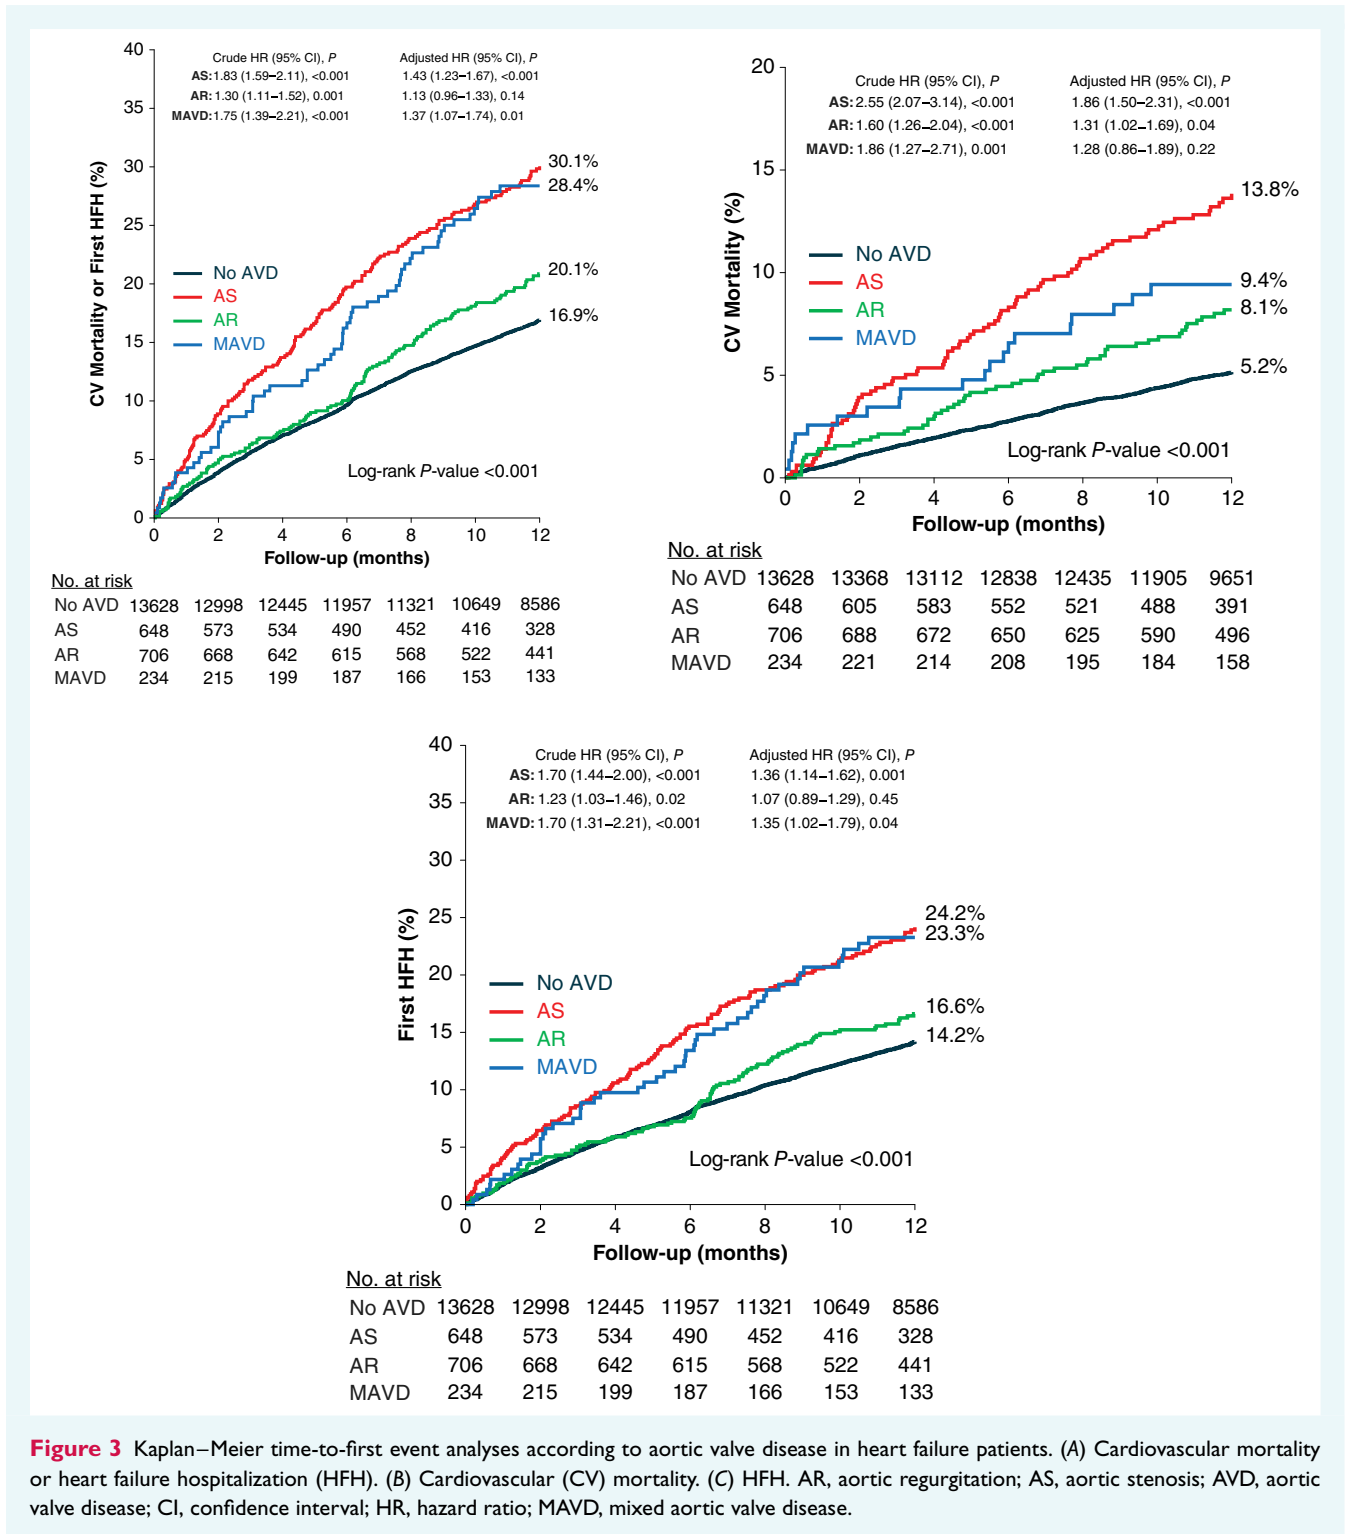 40
35
30
25
20
15
10
5
0
CV Mortality or First HFH (%)
Crude HR (95% CI), P Adjusted HR (95% CI), P
AS: 1.83 (1.59–2.11), <0.001 1.43 (1.23–1.67), <0.001
AR: 1.30 (1.11–1.52), 0.001 1.13 (0.96–1.33), 0.14
MAVD: 1.75 (1.39–2.21), <0.001 1.37 (1.07–1.74), 0.01
30.1%
28.4%
20.1%
16.9%
No AVD
AS
AR
MAVD
Log-rank P-value <0.001
0 2 4 6 8 10 12
Follow-up (months)
No. at risk
No AVD 13628 12998 12445 11957 11321 10649 8586
AS 648 573 534 490 452 416 328
AR 706 668 642 615 568 522 441
MAVD 234 215 199 187 166 153 133
20
15
10
5
0
CV Mortality (%)
Crude HR (95% CI), P Adjusted HR (95% CI), P
AS: 2.55 (2.07–3.14), <0.001 1.86 (1.50–2.31), <0.001
AR: 1.60 (1.26–2.04), <0.001 1.31 (1.02–1.69), 0.04
MAVD: 1.86 (1.27–2.71), 0.001 1.28 (0.86–1.89), 0.22
13.8%
9.4%
8.1%
5.2%
No AVD
AS
AR
MAVD
Log-rank P-value <0.001
0 2 4 6 8 10 12
Follow-up (months)
No. at risk
No AVD 13628 13368 13112 12838 12435 11905 9651
AS 648 605 583 552 521 488 391
AR 706 688 672 650 625 590 496
MAVD 234 221 214 208 195 184 158
40
35
30
25
20
15
10
5
0
First HFH (%)
Crude HR (95% CI), P Adjusted HR (95% CI), P
AS: 1.70 (1.44–2.00), <0.001 1.36 (1.14–1.62), 0.001
AR: 1.23 (1.03–1.46), 0.02 1.07 (0.89–1.29), 0.45
MAVD: 1.70 (1.31–2.21), <0.001 1.35 (1.02–1.79), 0.04
24.2%
23.3%
16.6%
14.2%
No AVD
AS
AR
MAVD
Log-rank P-value <0.001
0 2 4 6 8 10 12
Follow-up (months)
No. at risk
No AVD 13628 12998 12445 11957 11321 10649 8586
AS 648 573 534 490 452 416 328
AR 706 668 642 615 568 522 441
MAVD 234 215 199 187 166 153 133
Figure 3 Kaplan–Meier time-to-first event analyses according to aortic valve disease in heart failure patients. (A) Cardiovascular mortality
or heart failure hospitalization (HFH). (B) Cardiovascular (CV) mortality. (C) HFH. AR, aortic regurgitation; AS, aortic stenosis; AVD, aortic
valve disease; CI, confidence interval; HR, hazard ratio; MAVD, mixed aortic valve disease.